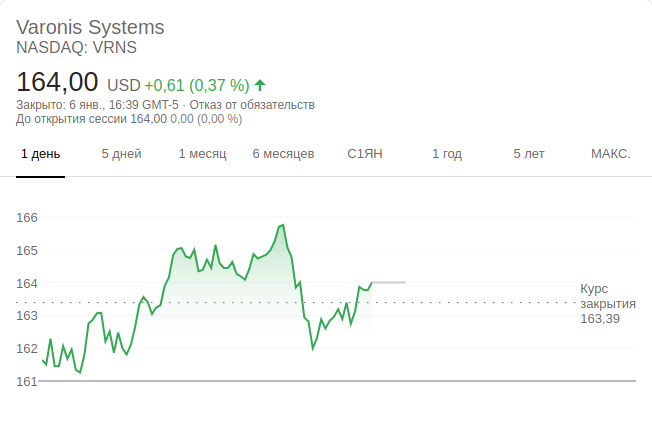 Varonis Systems
NASDAQ: VRNS
164,00 USD +0,61 (0,37 %)
Закрыто: 6 янв., 16:39 GMT-5 · Отказ от обязательств
До открытия сессии 164,00 0,00 (0,00 %)
1 день 5 дней 1 месяц 6 месяцев С1ЯН 1 год 5 лет МАКС.
166
165
164
163
162
161
Курс
закрытия
163,39